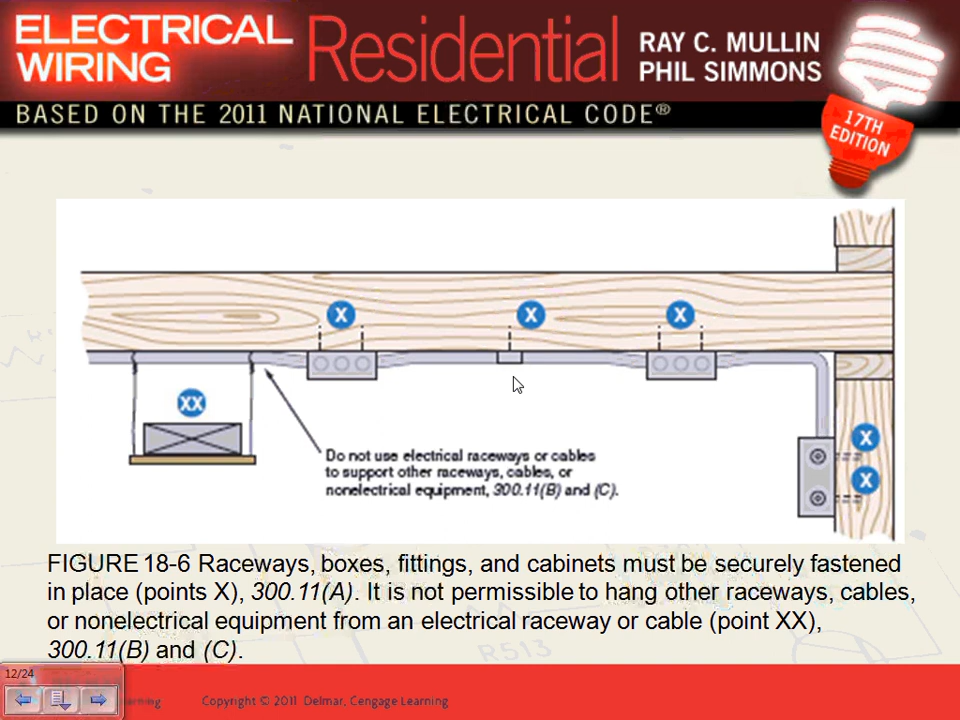 ELECTRICAL
WIRING
Residential
RAY C. MULLIN
PHIL SIMMONS
BASED ON THE 2011 NATIONAL ELECTRICAL CODE®
17TH
EDITION
X X X
XX
X
X
Do not use electrical raceways or cables
to support other raceways, cables, or
nonelectrical equipment, 300.11(B) and (C).
FIGURE 18-6 Raceways, boxes, fittings, and cabinets must be securely fastened
in place (points X), 300.11(A). It is not permissible to hang other raceways, cables,
or nonelectrical equipment from an electrical raceway or cable (point XX),
300.11(B) and (C).
R513
12/24
Copyright © 2011 Delmar, Cengage Learning